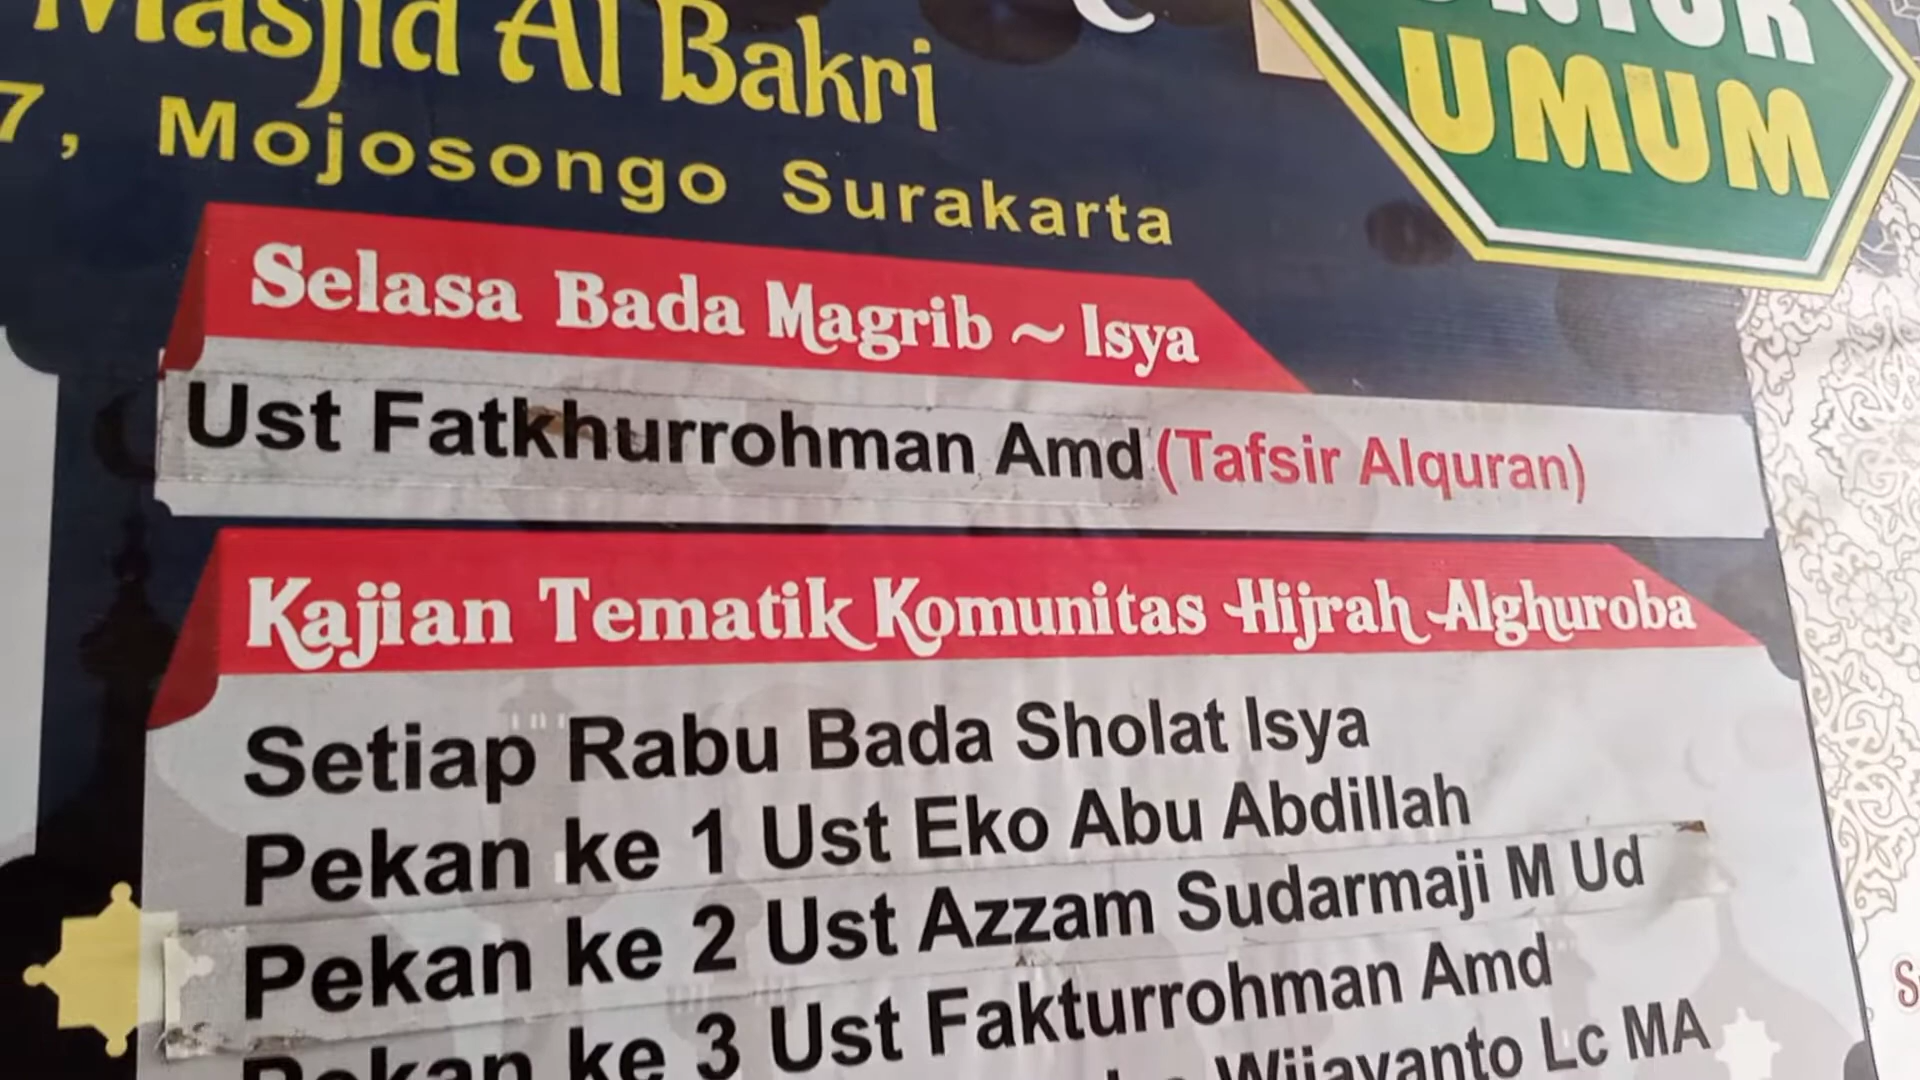 Masjid Al Bakri
UNTUK
UMUM
7, Mojosongo Surakarta
Selasa Bada Magrib ~ Isya
Ust Fatkhurrohman Amd (Tafsir Alquran)
Kajian Tematik Komunitas Hijrah Alghuroba
Setiap Rabu Bada Sholat Isya
Pekan ke 1 Ust Eko Abu Abdillah
Pekan ke 2 Ust Azzam Sudarmaji M Ud
Pekan ke 3 Ust Fakturrohman Amd
Wijayanto Lc MA